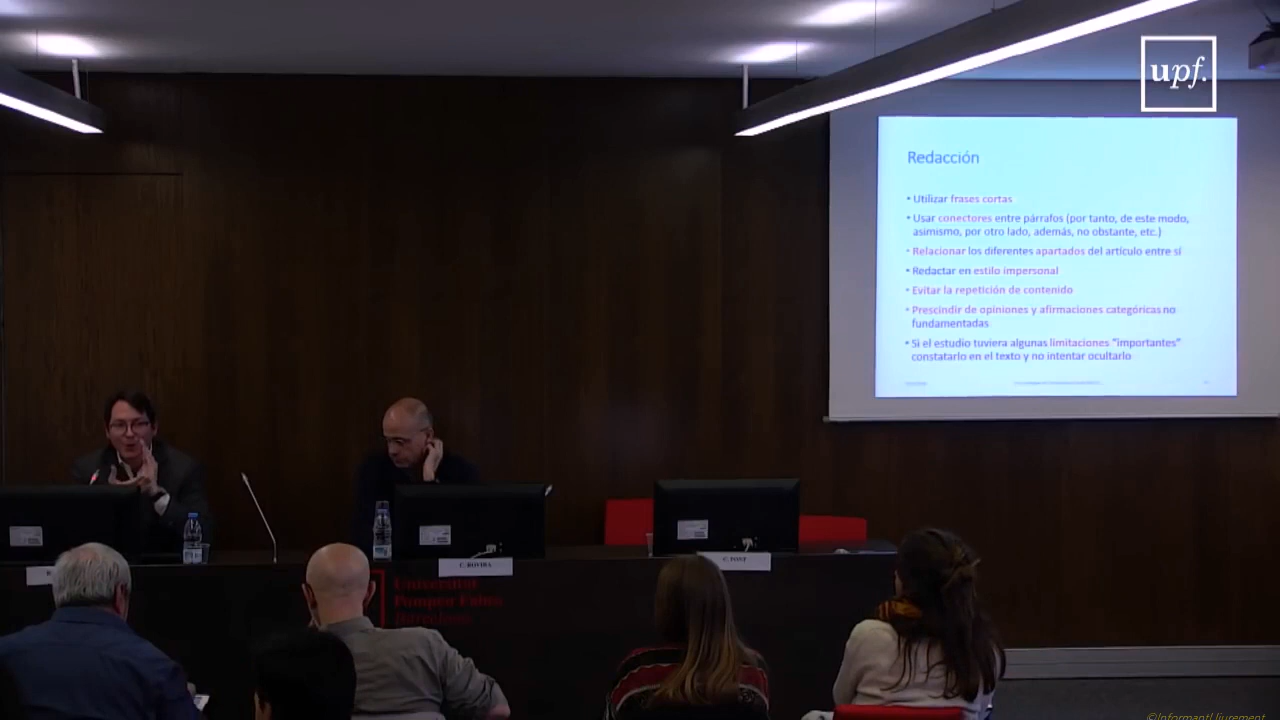 upf.
Redacción
• Utilizar frases cortas
• Usar conectores entre párrafos (por tanto, de este modo,
asimismo, por otro lado, además, no obstante, etc.)
• Relacionar los diferentes apartados del artículo entre sí
• Redactar en estilo impersonal
• Evitar la repetición de contenido
• Prescindir de opiniones y afirmaciones categóricas no
fundamentadas
• Si el estudio tuviera algunas limitaciones "importantes"
constatarlo en el texto y no intentar ocultarlo
C. ROVIRA
C. FONT
Universitat
Pompeu Fabra
Barcelona